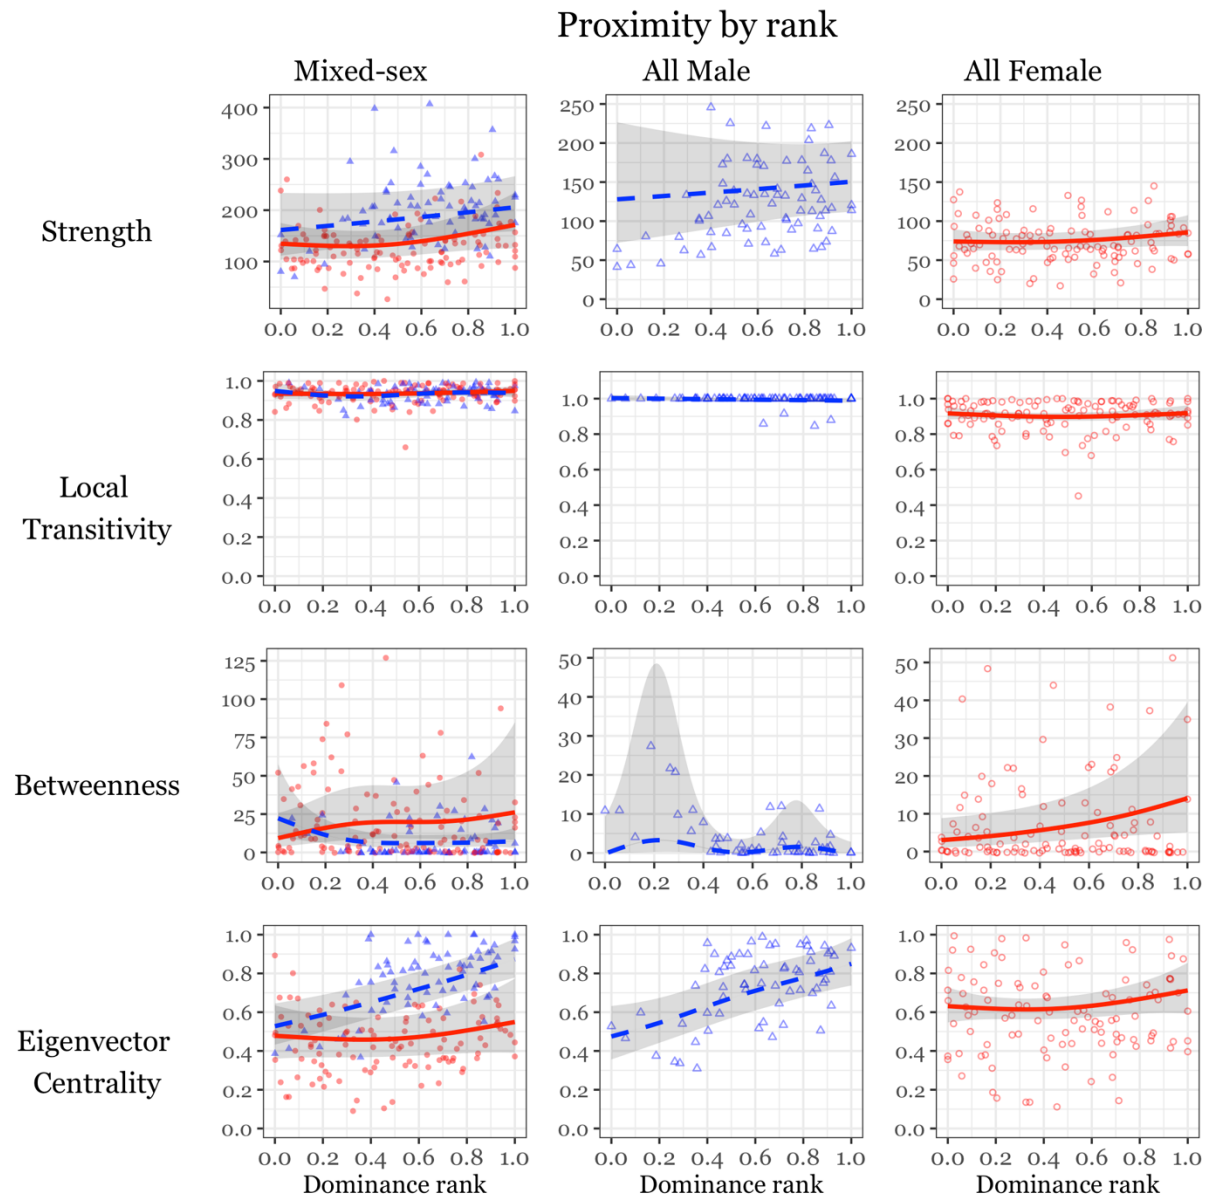 Proximity by rank
Mixed-sex All Male All Female
Strength
400 300 200 100
0.0 0.2 0.4 0.6 0.8 1.0
250 200 150 100 50 0
0.0 0.2 0.4 0.6 0.8 1.0
250 200 150 100 50 0
0.0 0.2 0.4 0.6 0.8 1.0
Local
Transitivity
1.0 0.8 0.6 0.4 0.2 0.0
0.0 0.2 0.4 0.6 0.8 1.0
1.0 0.8 0.6 0.4 0.2 0.0
0.0 0.2 0.4 0.6 0.8 1.0
1.0 0.8 0.6 0.4 0.2 0.0
0.0 0.2 0.4 0.6 0.8 1.0
Betweenness
125 100 75 50 25 0
0.0 0.2 0.4 0.6 0.8 1.0
50 40 30 20 10 0
0.0 0.2 0.4 0.6 0.8 1.0
50 40 30 20 10 0
0.0 0.2 0.4 0.6 0.8 1.0
Eigenvector
Centrality
1.0 0.8 0.6 0.4 0.2 0.0
0.0 0.2 0.4 0.6 0.8 1.0
1.0 0.8 0.6 0.4 0.2 0.0
0.0 0.2 0.4 0.6 0.8 1.0
1.0 0.8 0.6 0.4 0.2 0.0
0.0 0.2 0.4 0.6 0.8 1.0
Dominance rank Dominance rank Dominance rank